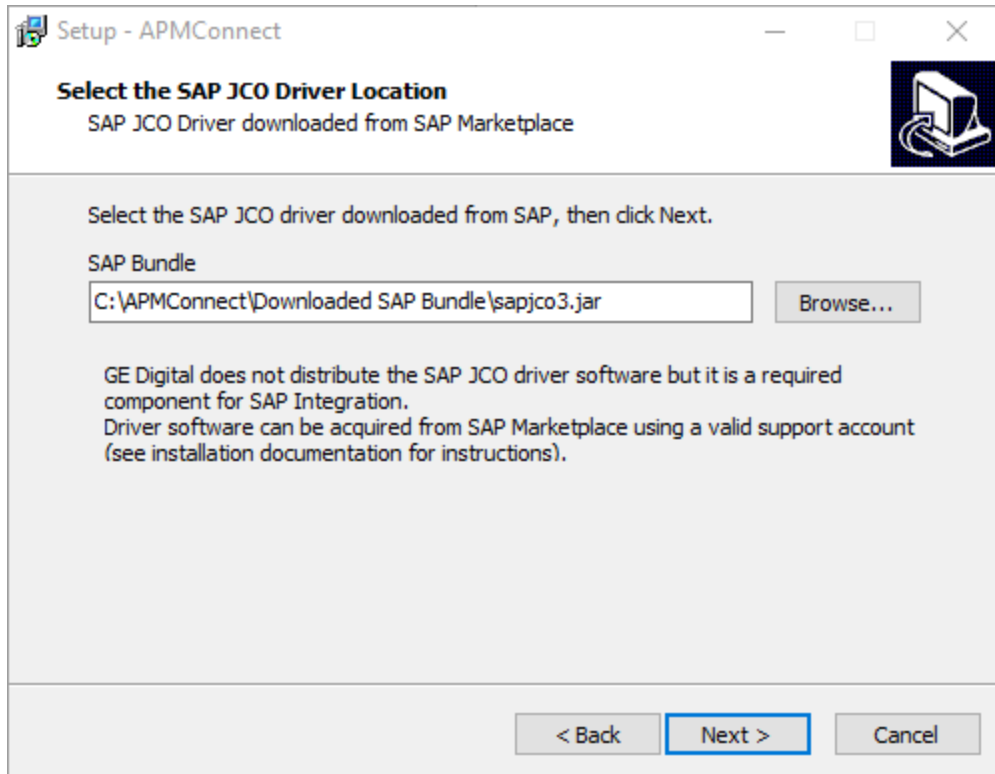 Setup - APMConnect
Select the SAP JCO Driver Location
SAP JCO Driver downloaded from SAP Marketplace
Select the SAP JCO driver downloaded from SAP, then click Next.
SAP Bundle
C:\APMConnect\Downloaded SAP Bundle\sapjco3.jar
Browse...
GE Digital does not distribute the SAP JCO driver software but it is a required
component for SAP Integration.
Driver software can be acquired from SAP Marketplace using a valid support account
(see installation documentation for instructions).
< Back
Next >
Cancel